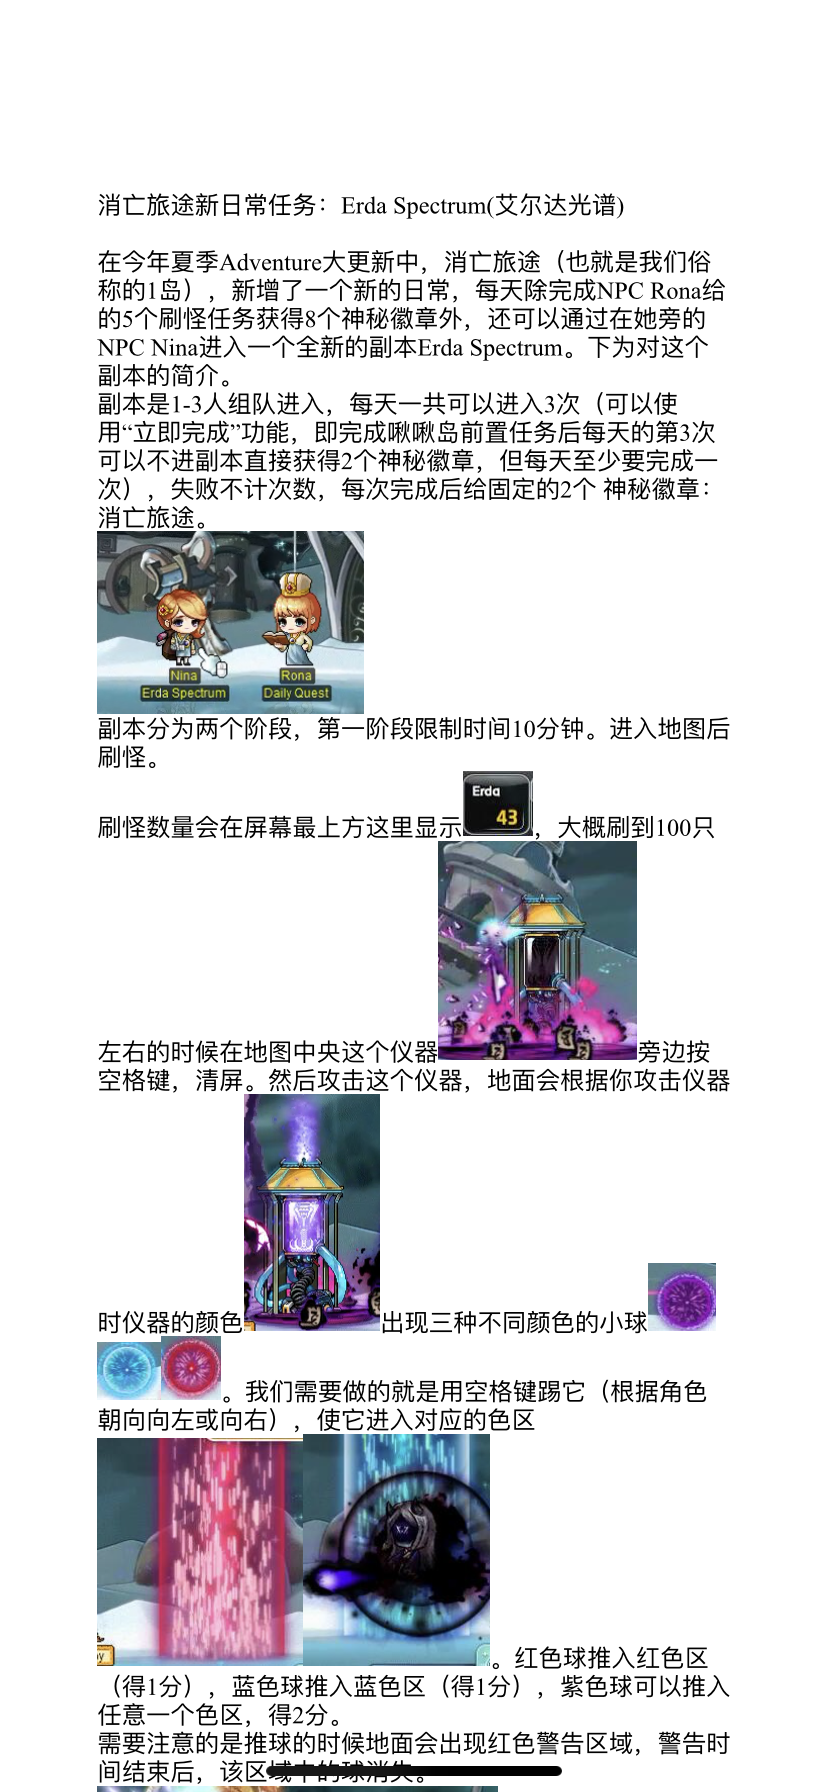 消亡旅途新日常任务：Erda Spectrum(艾尔达光谱)
在今年夏季Adventure大更新中，消亡旅途（也就是我们俗
称的1岛），新增了一个新的日常，每天除完成NPC Rona给
的5个刷怪任务获得8个神秘徽章外，还可以通过在她旁的
NPC Nina进入一个全新的副本Erda Spectrum。下为对这个
副本的简介。
副本是1-3人组队进入，每天一共可以进入3次（可以使
用“立即完成”功能，即完成啾啾岛前置任务后每天的第3次
可以不进副本直接获得2个神秘徽章，但每天至少要完成一
次），失败不计次数，每次完成后给固定的2个 神秘徽章：
消亡旅途。
Nina
Erda Spectrum
Rona
Daily Quest
副本分为两个阶段，第一阶段限制时间10分钟。进入地图后
刷怪。
Erda
43
刷怪数量会在屏幕最上方这里显示，大概刷到100只
左右的时候在地图中央这个仪器旁边按
空格键，清屏。然后攻击这个仪器，地面会根据你攻击仪器
时仪器的颜色出现三种不同颜色的小球
。我们需要做的就是用空格键踢它（根据角色
朝向向左或向右），使它进入对应的色区
。红色球推入红色区
（得1分），蓝色球推入蓝色区（得1分），紫色球可以推入
任意一个色区，得2分。
需要注意的是推球的时候地面会出现红色警告区域，警告时
间结束后，该区域中的球消失。